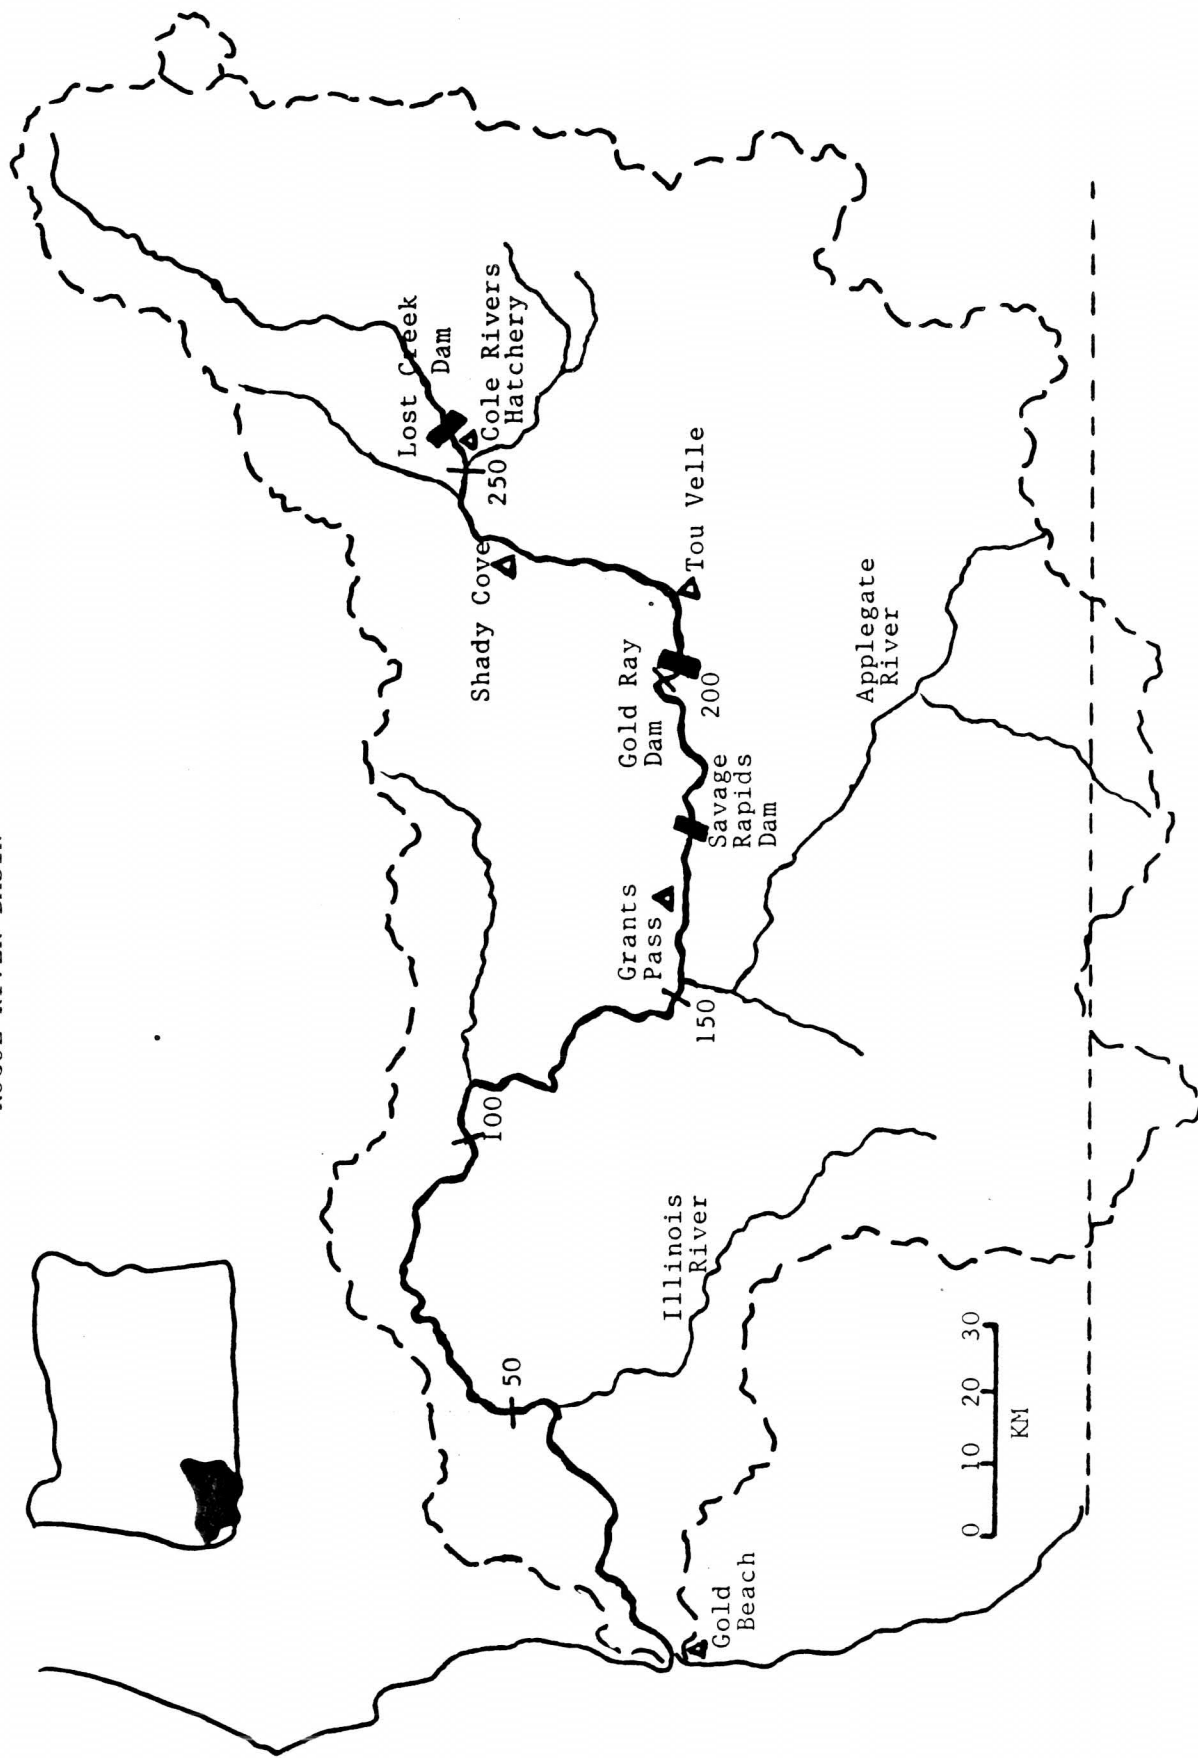 Lost Creek
Dam
Cole Rivers
Hatchery
250
Shady Cove
Tou Velle
Gold Ray
Dam
200
Savage
Rapids
Dam
Applegate
River
Grants
Pass
150
100
Illinois
River
50
Gold
Beach
0 10 20 30
KM